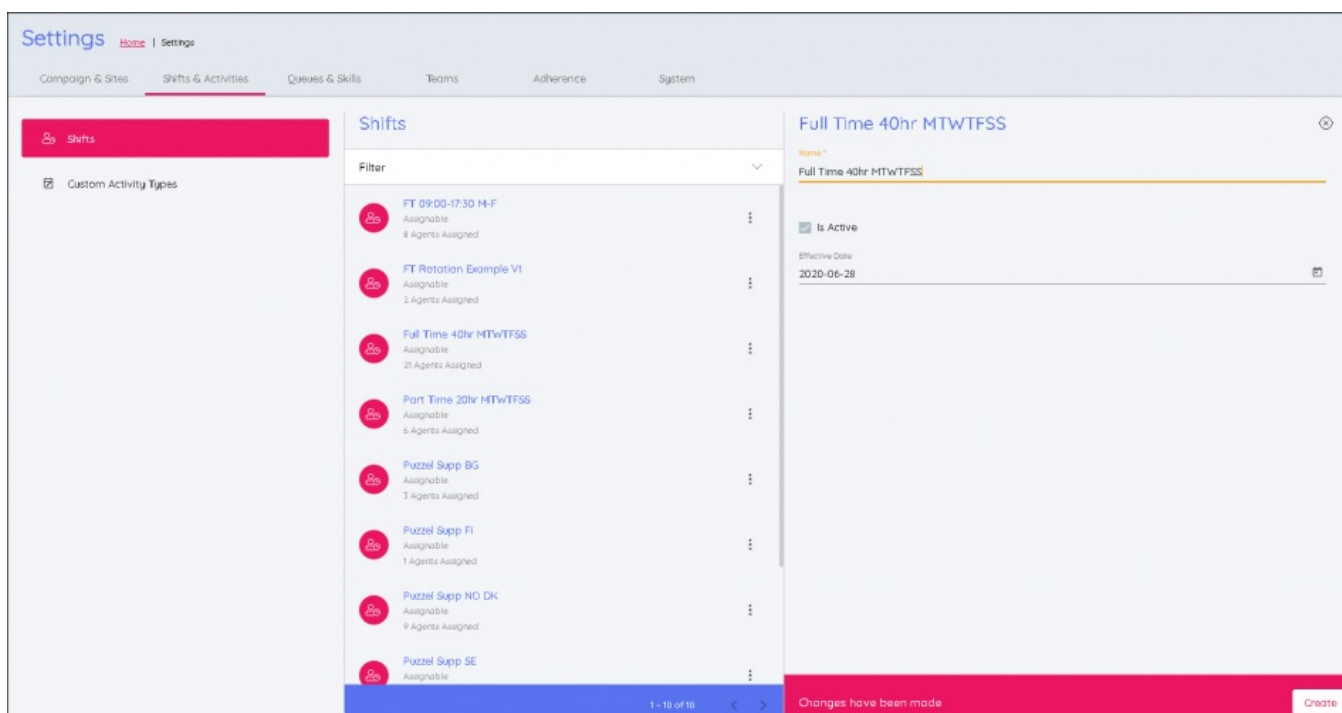 Settings Home | Settings
Campaign & Sites Shifts & Activities Queues & Skills Teams Adherence System
Shifts
Custom Activity Types
Shifts
Filter
FT 09:00-17:30 M-F
Assignable
8 Agents Assigned
FT Rotation Example V1
Assignable
2 Agents Assigned
Full Time 40hr MTWTFSS
Assignable
21 Agents Assigned
Part Time 20hr MTWTFSS
Assignable
6 Agents Assigned
Puzzel Supp BG
Assignable
3 Agents Assigned
Puzzel Supp FI
Assignable
1 Agents Assigned
Puzzel Supp NO DK
Assignable
9 Agents Assigned
Puzzel Supp SE
Assignable
1 - 10 of 10
Full Time 40hr MTWTFSS
Name *
Full Time 40hr MTWTFSS
Is Active
Effective Date
2020-06-28
Changes have been made
Create